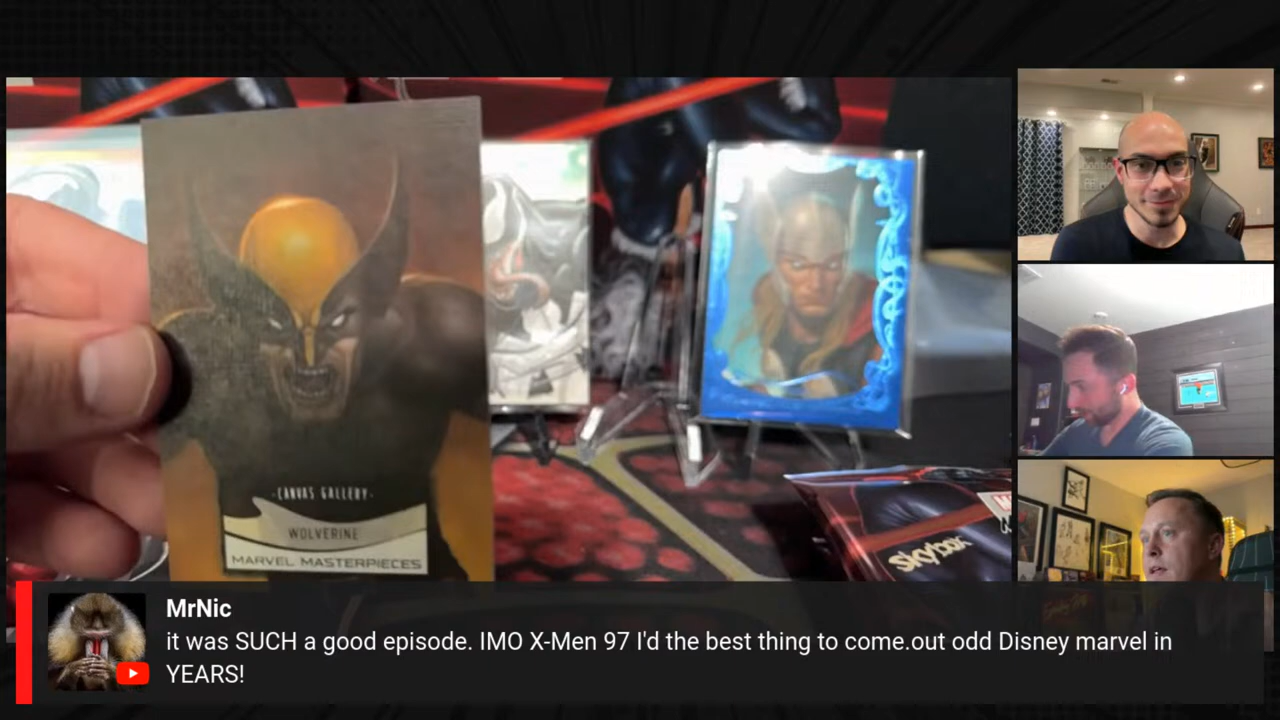 -CANVAS GALLERY-
WOLVERINE
MARVEL MASTERPIECES
skybox
MrNic
it was SUCH a good episode. IMO X-Men 97 I'd the best thing to come.out odd Disney marvel in
YEARS!